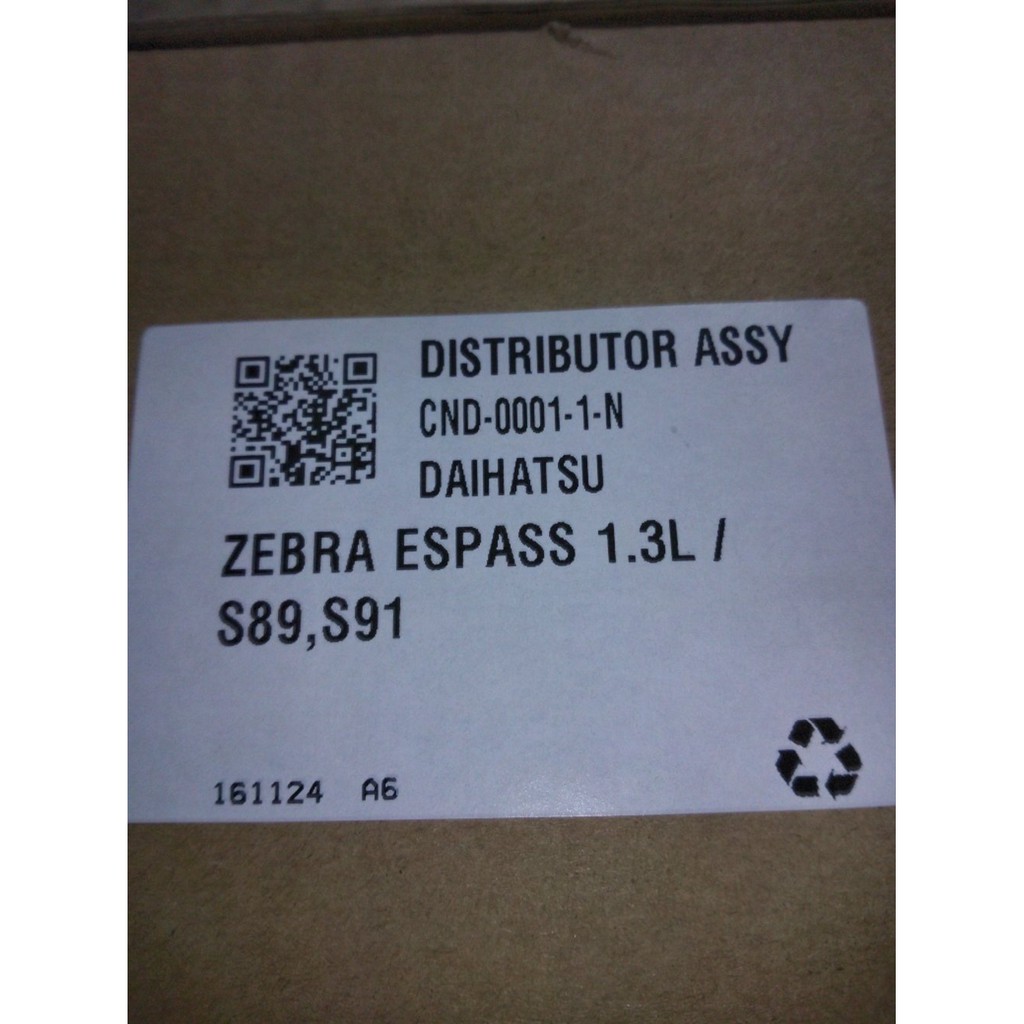 DISTRIBUTOR ASSY
CND-0001-1-N
DAIHATSU
ZEBRA ESPASS 1.3L /
S89,S91
161124 A6